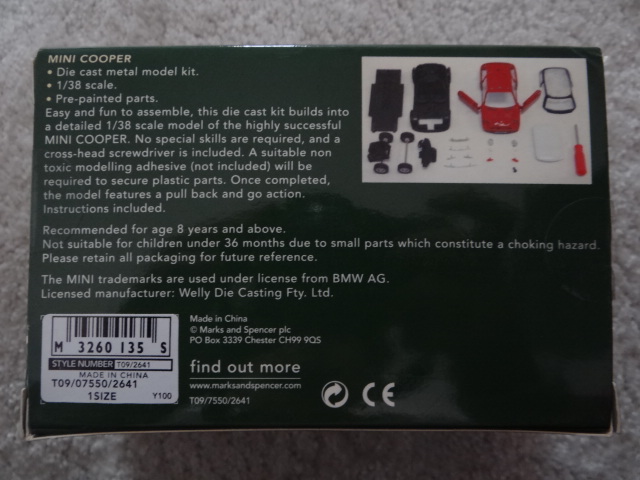 MINI COOPER
• Die cast metal model kit.
• 1/38 scale.
• Pre-painted parts.
Easy and fun to assemble, this die cast kit builds into
a detailed 1/38 scale model of the highly successful
MINI COOPER. No special skills are required, and a
cross-head screwdriver is included. A suitable non
toxic modelling adhesive (not included) will be
required to secure plastic parts. Once completed,
the model features a pull back and go action.
Instructions included.
Recommended for age 8 years and above.
Not suitable for children under 36 months due to small parts which constitute a choking hazard.
Please retain all packaging for future reference.
The MINI trademarks are used under license from BMW AG.
Licensed manufacturer: Welly Die Casting Fty. Ltd.
M 3260 135 S
STYLE NUMBER T09/2641
MADE IN CHINA
T09/07550/2641
1SIZE Y100
Made in China
© Marks and Spencer plc
PO Box 3339 Chester CH99 9QS
find out more
www.marksandspencer.com
T09/7550/2641
CE